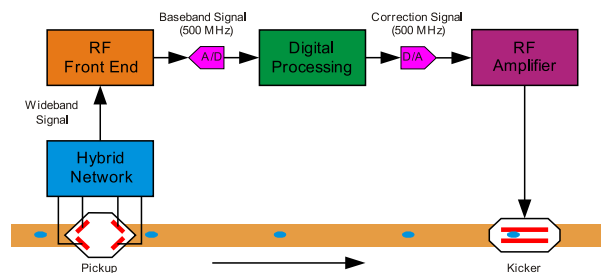 Baseband Signal
(500 MHz)
Correction Signal
(500 MHz)
RF
Front End
A/D
Digital
Processing
D/A
RF
Amplifier
Wideband
Signal
Hybrid
Network
Pickup
Kicker